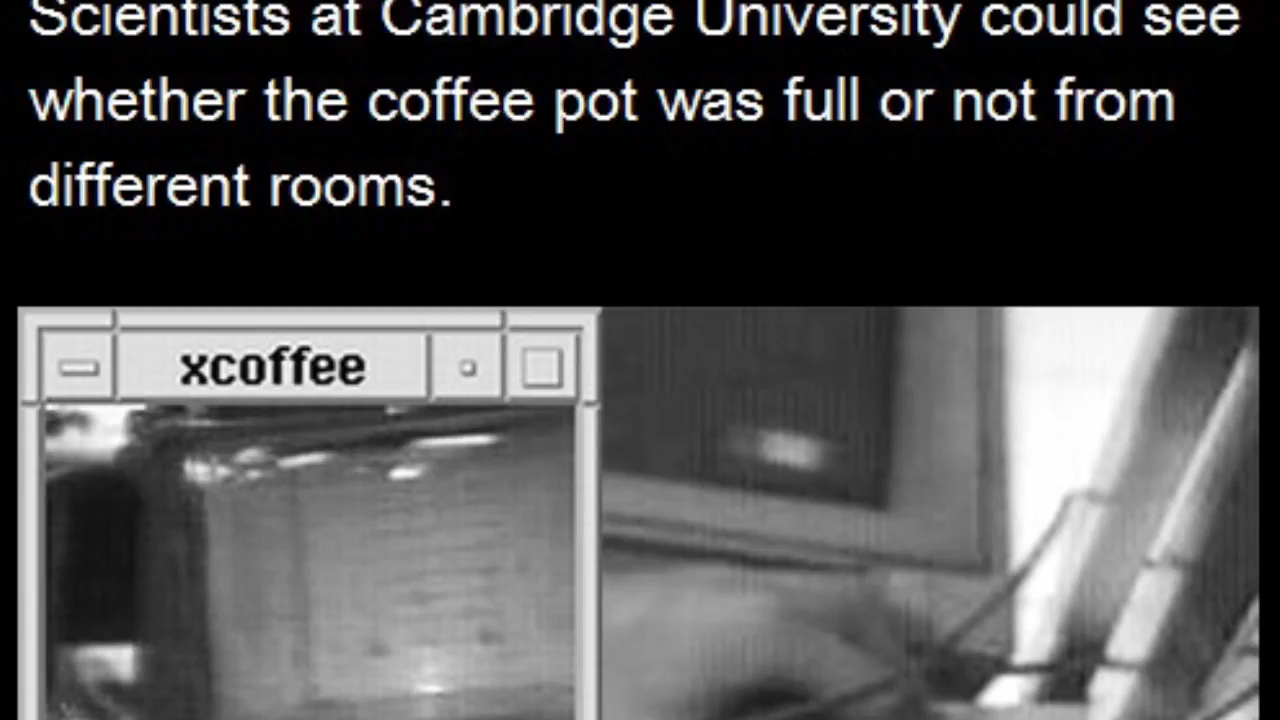 Scientists at Cambridge University could see
whether the coffee pot was full or not from
different rooms.
xcoffee